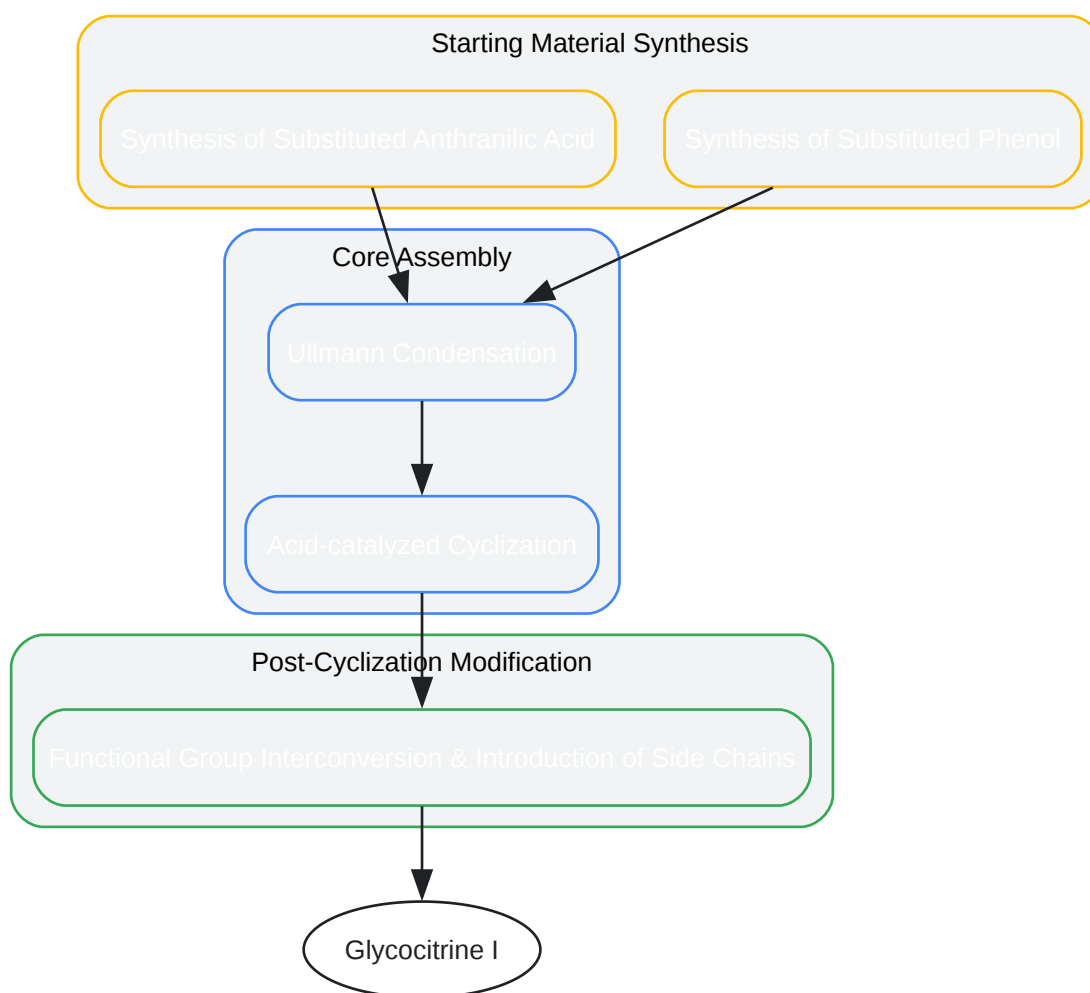 Starting Material Synthesis
Synthesis of Substituted Anthranilic Acid
Synthesis of Substituted Phenol
Core Assembly
Ullmann Condensation
Acid-catalyzed Cyclization
Post-Cyclization Modification
Functional Group Interconversion & Introduction of Side Chains
Glycocitrine I